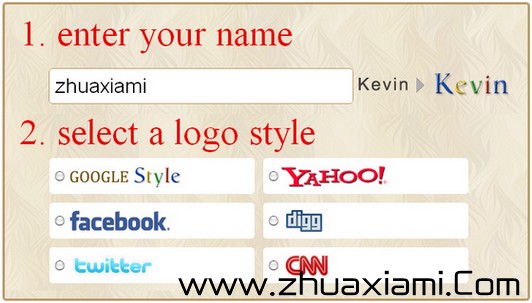 1. enter your name
zhuaxiami Kevin Kevin
2. select a logo style
GOOGLE Style YAHOO!
facebook. digg
twitter CNN
www.zhuaxiami.Com